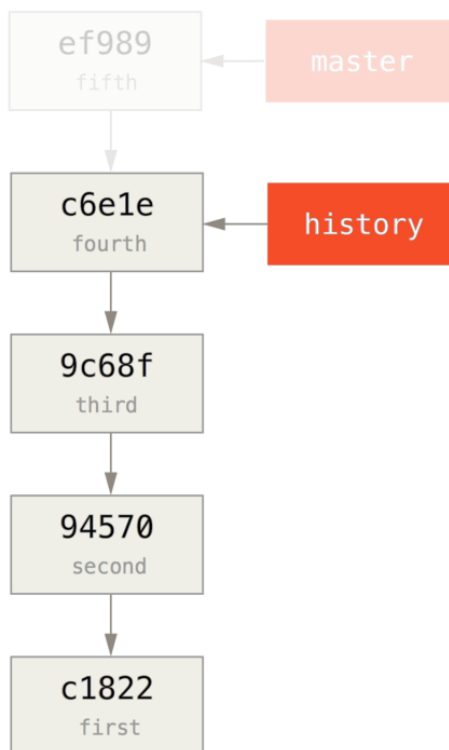 ef989
fifth
master
c6e1e
fourth
history
9c68f
third
94570
second
c1822
first